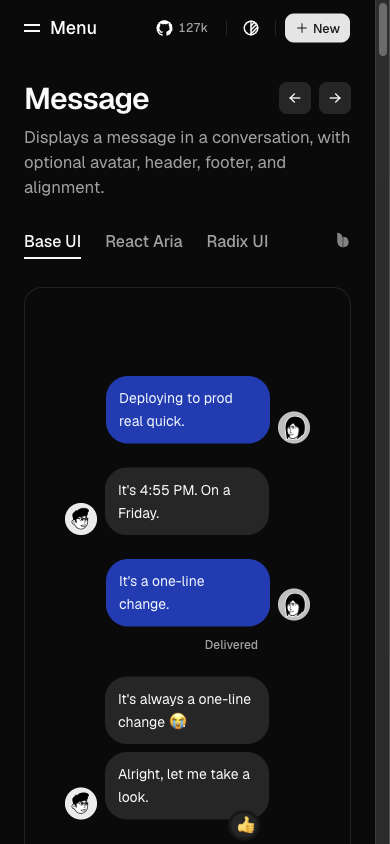 Menu
127k
+ New
Message
Displays a message in a conversation, with
optional avatar, header, footer, and
alignment.
Base UI React Aria Radix UI
Deploying to prod
real quick.
It's 4:55 PM. On a
Friday.
It's a one-line
change.
Delivered
It's always a one-line
change 😭
Alright, let me take a
look.
👍